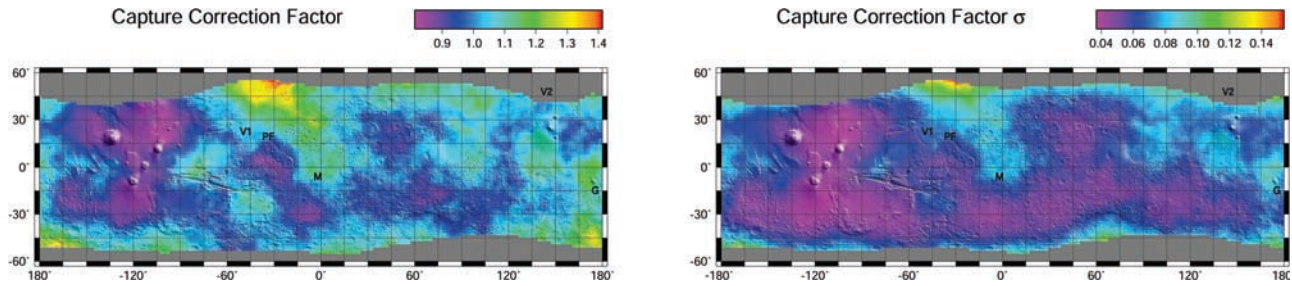 Capture Correction Factor
0.9 1.0 1.1 1.2 1.3 1.4
60°
30°
0°
-30°
-60°
V2
V1
PF
M
G
180° -120° -60° 0° 60° 120° 180°
Capture Correction Factor σ
0.04 0.06 0.08 0.10 0.12 0.14
60°
30°
0°
-30°
-60°
V2
V1
PF
M
G
-180° -120° -60° 0° 60° 120° 180°